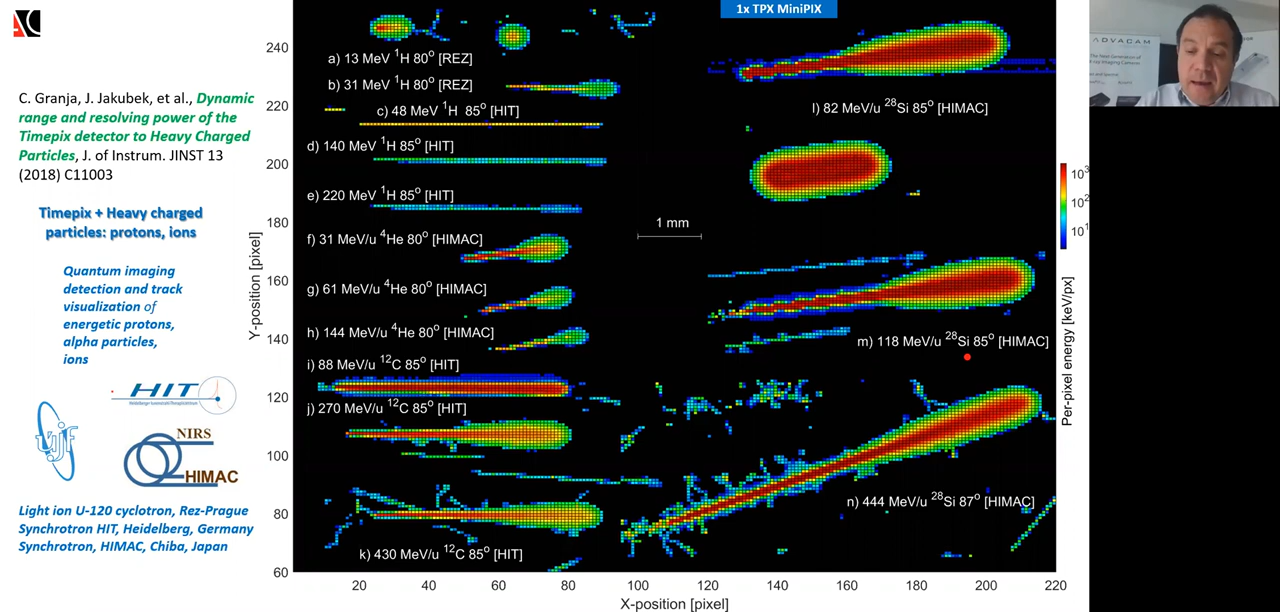 1x TPX MiniPIX
C. Granja, J. Jakubek, et al., Dynamic
range and resolving power of the
Timepix detector to Heavy Charged
Particles, J. of Instrum. JINST 13
(2018) C11003
Timepix + Heavy charged
particles: protons, ions
Quantum imaging
detection and track
visualization of
energetic protons,
alpha particles,
ions
HIT
NIRS
HIMAC
Light ion U-120 cyclotron, Rez-Prague
Synchrotron HIT, Heidelberg, Germany
Synchrotron, HIMAC, Chiba, Japan
Y-position [pixel]
240
220
200
180
160
140
120
100
80
60
a) 13 MeV ¹H 80° [REZ]
b) 31 MeV ¹H 80° [REZ]
c) 48 MeV ¹H 85° [HIT]
d) 140 MeV ¹H 85° [HIT]
e) 220 MeV ¹H 85° [HIT]
f) 31 MeV/u ⁴He 80° [HIMAC]
g) 61 MeV/u ⁴He 80° [HIMAC]
h) 144 MeV/u ⁴He 80° [HIMAC]
i) 88 MeV/u ¹²C 85° [HIT]
j) 270 MeV/u ¹²C 85° [HIT]
k) 430 MeV/u ¹²C 85° [HIT]
l) 82 MeV/u ²⁸Si 85° [HIMAC]
1 mm
m) 118 MeV/u ²⁸Si 85° [HIMAC]
n) 444 MeV/u ²⁸Si 87° [HIMAC]
20 40 60 80 100 120 140 160 180 200 220
X-position [pixel]
10³
10²
10¹
Per-pixel energy [keV/px]
ADVACAM